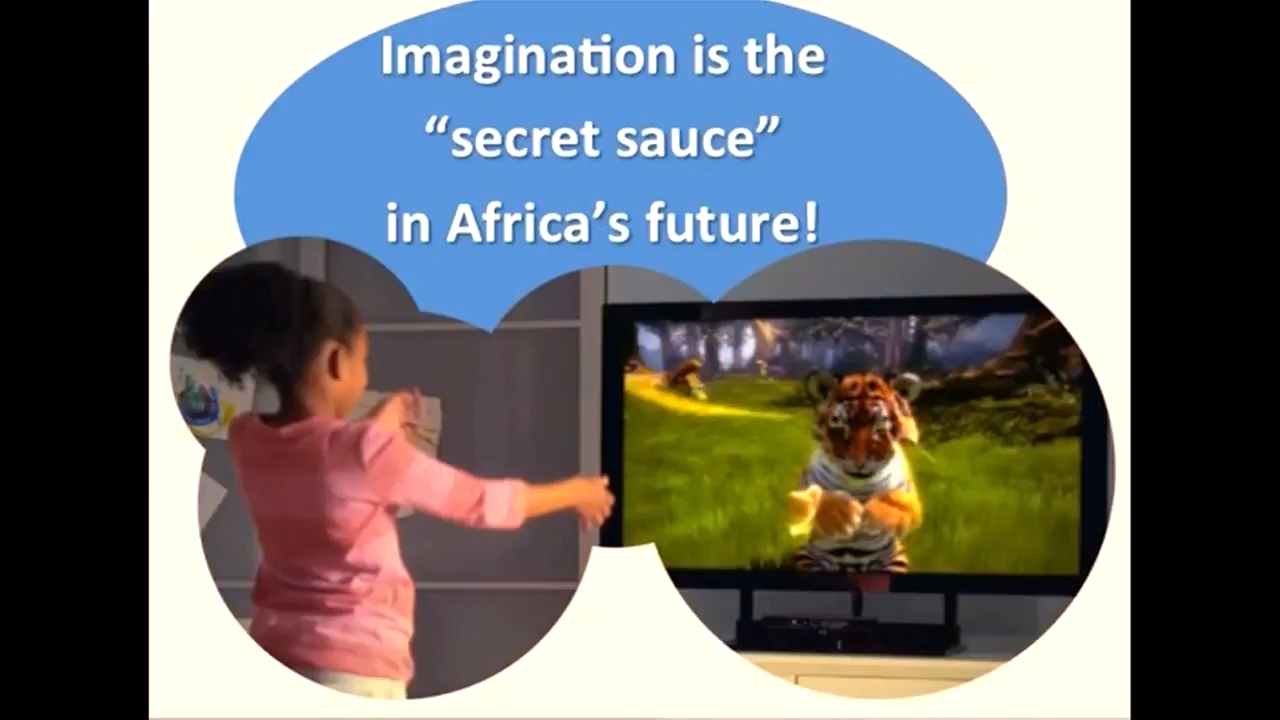 Imagination is the
“secret sauce”
in Africa’s future!